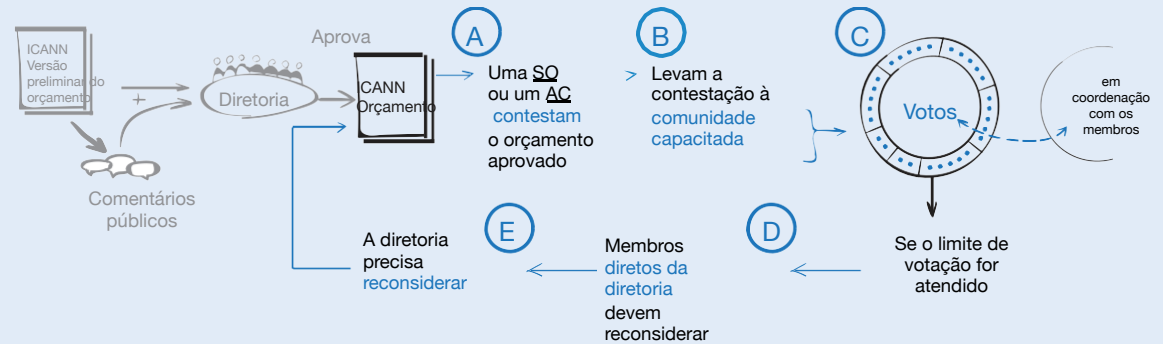 ICANN
Versão
preliminar do
orçamento
+
Comentários
públicos
Diretoria
Aprova
ICANN
Orçamento
A
Uma SO
ou um AC
contestam
o orçamento
aprovado
B
Levam a
contestação à
comunidade
capacitada
C
Votos
em
coordenação
com os
membros
Se o limite de
votação for
atendido
D
Membros
diretos da
diretoria
devem
reconsiderar
E
A diretoria
precisa
reconsiderar